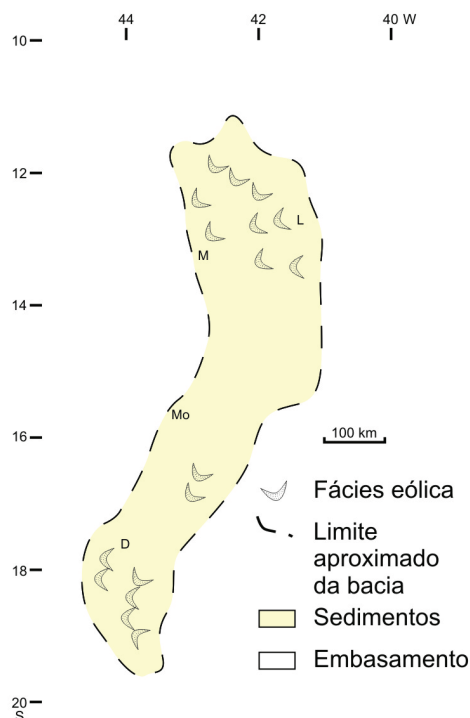 44 42 40 W
10
12
L
M
14
Mo
16
100 km
Fácies eólica
D
Limite
aproximado
da bacia
18
Sedimentos
Embasamento
20
S